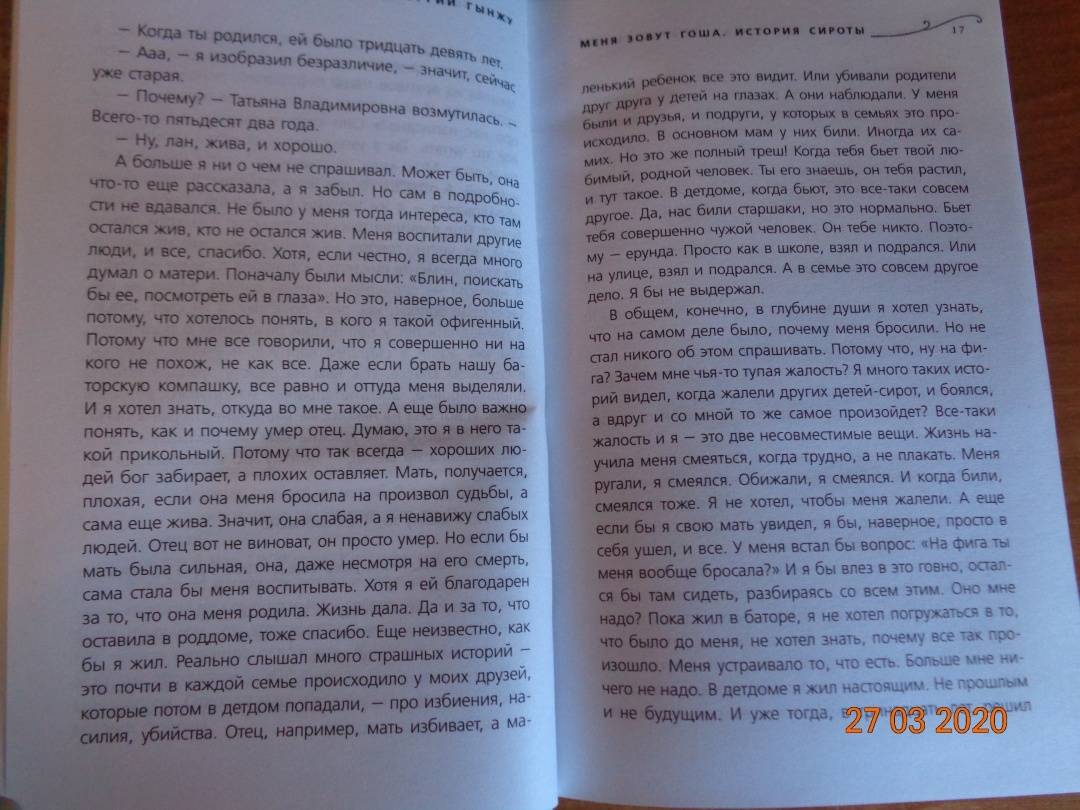 ГЫНЖУ
— Когда ты родился, ей было тридцать девять лет.
— Ааа, — я изобразил безразличие, — значит, сейчас
уже старая.
— Почему? — Татьяна Владимировна возмутилась. —
Всего-то пятьдесят два года.
— Ну, лан, жива, и хорошо.
А больше я ни о чем не спрашивал. Может быть, она
что-то еще рассказала, а я забыл. Но сам в подробно-
сти не вдавался. Не было у меня тогда интереса, кто там
остался жив, кто не остался жив. Меня воспитали другие
люди, и все, спасибо. Хотя, если честно, я всегда много
думал о матери. Поначалу были мысли: «Блин, поискать
бы ее, посмотреть ей в глаза». Но это, наверное, больше
потому, что хотелось понять, в кого я такой офигенный.
Потому что мне все говорили, что я совершенно ни на
кого не похож, не как все. Даже если брать нашу ба-
торскую компашку, все равно и оттуда меня выделяли.
И я хотел знать, откуда во мне такое. А еще было важно
понять, как и почему умер отец. Думаю, это я в него та-
кой прикольный. Потому что так всегда — хороших лю-
дей бог забирает, а плохих оставляет. Мать, получается,
плохая, если она меня бросила на произвол судьбы, а
сама еще жива. Значит, она слабая, а я ненавижу слабых
людей. Отец вот не виноват, он просто умер. Но если бы
мать была сильная, она, даже несмотря на его смерть,
сама стала бы меня воспитывать. Хотя я ей благодарен
за то, что она меня родила. Жизнь дала. Да и за то, что
оставила в роддоме, тоже спасибо. Еще неизвестно, как
бы я жил. Реально слышал много страшных историй —
это почти в каждой семье происходило у моих друзей,
которые потом в детдом попадали, — про избиения, на-
силия, убийства. Отец, например, мать избивает, а ма-
МЕНЯ ЗОВУТ ГОША. ИСТОРИЯ СИРОТЫ 17
ленький ребенок все это видит. Или убивали родители
друг друга у детей на глазах. А они наблюдали. У меня
были и друзья, и подруги, у которых в семьях это про-
исходило. В основном мам у них били. Иногда их са-
мих. Но это же полный треш! Когда тебя бьет твой лю-
бимый, родной человек. Ты его знаешь, он тебя растил,
и тут такое. В детдоме, когда бьют, это все-таки совсем
другое. Да, нас били старшаки, но это нормально. Бьет
тебя совершенно чужой человек. Он тебе никто. Поэто-
му — ерунда. Просто как в школе, взял и подрался. Или
на улице, взял и подрался. А в семье это совсем другое
дело. Я бы не выдержал.
В общем, конечно, в глубине души я хотел узнать,
что на самом деле было, почему меня бросили. Но не
стал никого об этом спрашивать. Потому что, ну на фи-
га? Зачем мне чья-то тупая жалость? Я много таких исто-
рий видел, когда жалели других детей-сирот, и боялся,
а вдруг и со мной то же самое произойдет? Все-таки
жалость и я — это две несовместимые вещи. Жизнь на-
учила меня смеяться, когда трудно, а не плакать. Меня
ругали, я смеялся. Обижали, я смеялся. И когда били,
смеялся тоже. Я не хотел, чтобы меня жалели. А еще
если бы я свою мать увидел, я бы, наверное, просто в
себя ушел, и все. У меня встал бы вопрос: «На фига ты
меня вообще бросала?» И я бы влез в это говно, остал-
ся бы там сидеть, разбираясь со всем этим. Оно мне
надо? Пока жил в баторе, я не хотел погружаться в то,
что было до меня, не хотел знать, почему все так про-
изошло. Меня устраивало то, что есть. Больше мне ни-
чего не надо. В детдоме я жил настоящим. Не прошлым
и не будущим. И уже тогда, лет, решил
27 03 2020